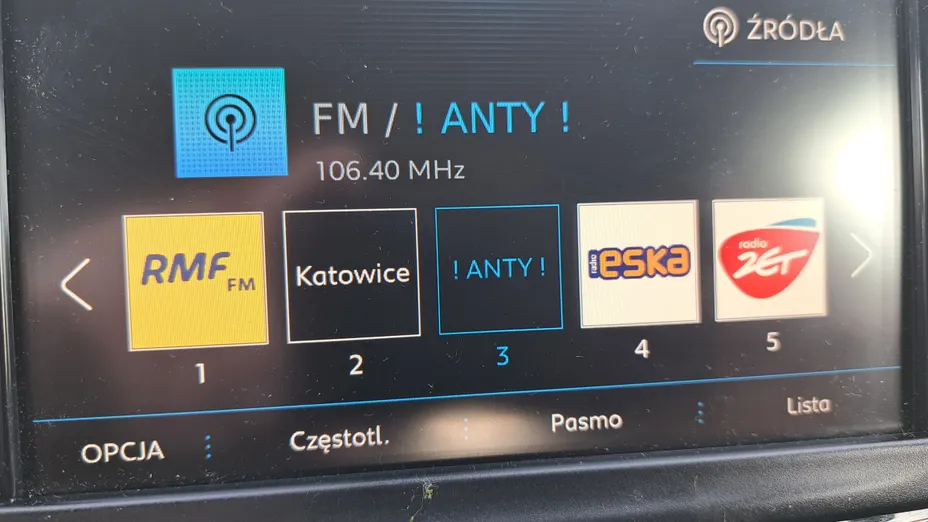 ŹRÓDŁA
FM / ! ANTY !
106.40 MHz
RMF FM
Katowice
! ANTY !
radio ESKA
radio ZET
1
2
3
4
5
OPCJA
Częstotl.
Pasmo
Lista